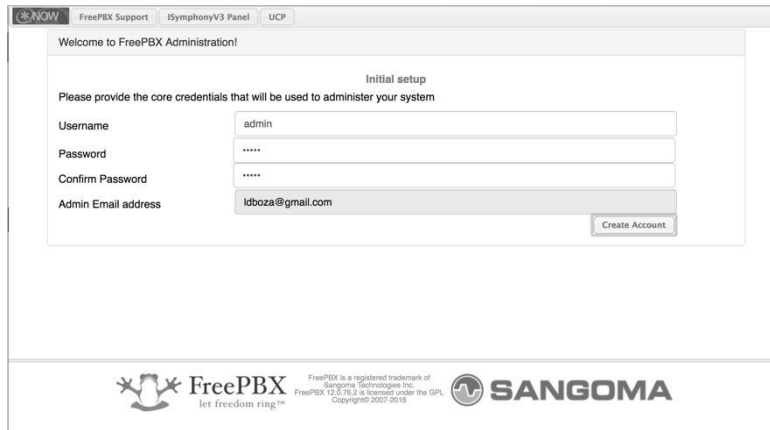 NOW FreePBX Support ISymphonyV3 Panel UCP
Welcome to FreePBX Administration!
Initial setup
Please provide the core credentials that will be used to administer your system
Username admin
Password •••••
Confirm Password •••••
Admin Email address ldboza@gmail.com
Create Account
FreePBX
let freedom ring™
FreePBX is a registered trademark of
Sangoma Technologies Inc.
FreePBX 12.0.76.2 is licensed under the GPL
Copyright© 2007-2016
SANGOMA